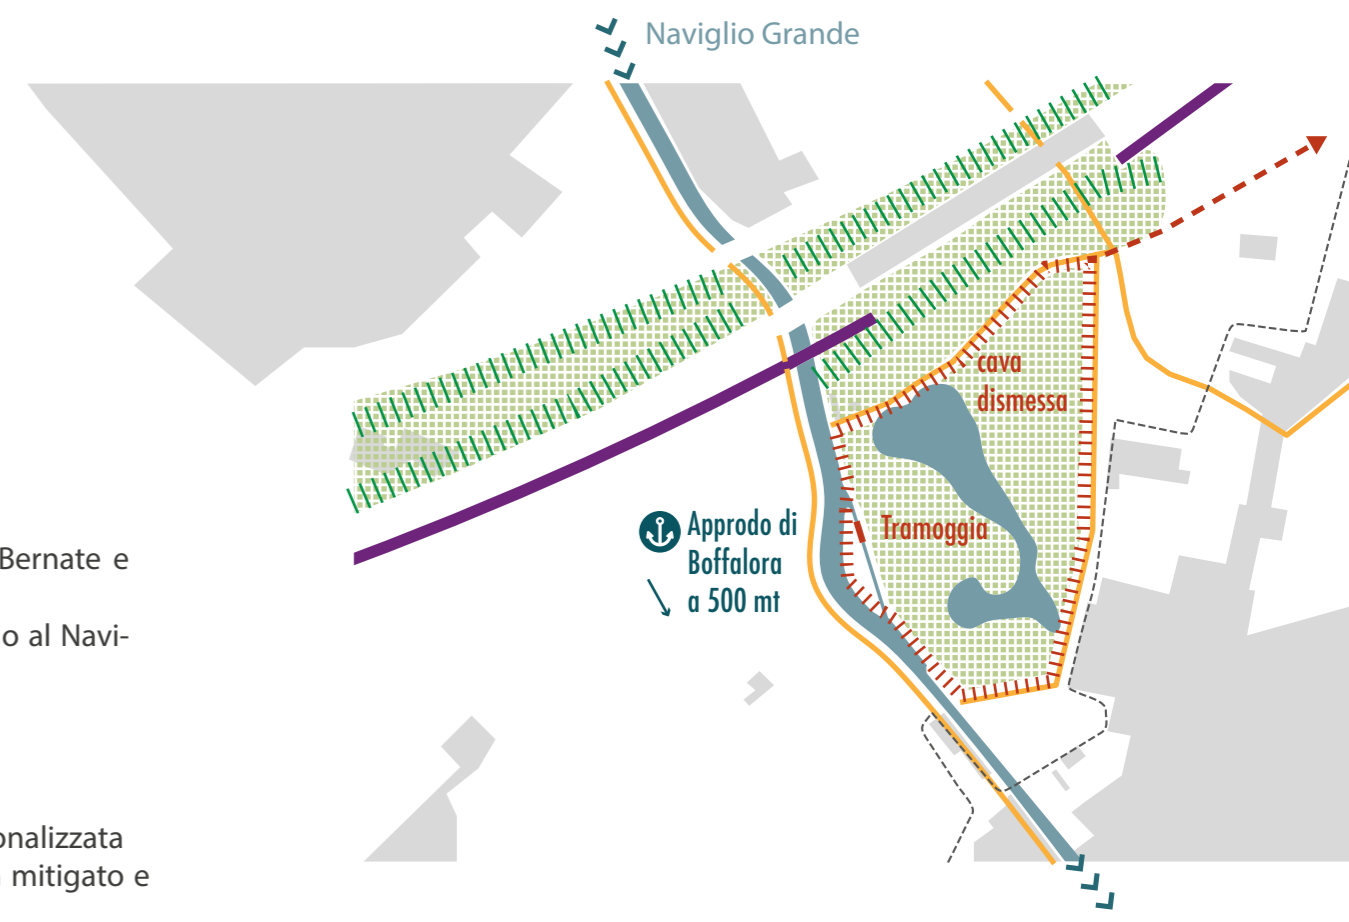 Naviglio Grande
cava
dismessa
Tramoggia
Approdo di
Boffalora
a 500 mt
Bernate e
o al Navi-
onalizzata
mitigato e